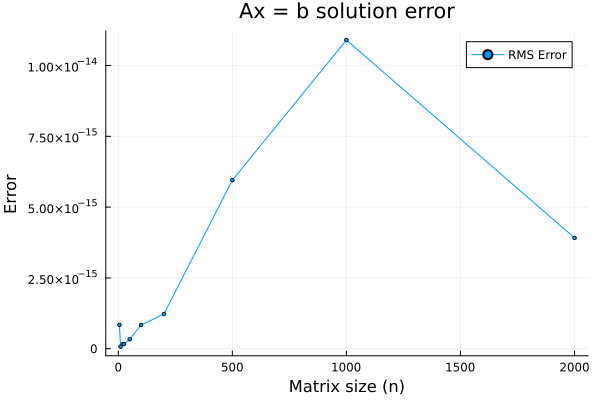 Ax = b solution error
RMS Error
Error
1.00×10⁻¹⁴
7.50×10⁻¹⁵
5.00×10⁻¹⁵
2.50×10⁻¹⁵
0
0 500 1000 1500 2000
Matrix size (n)